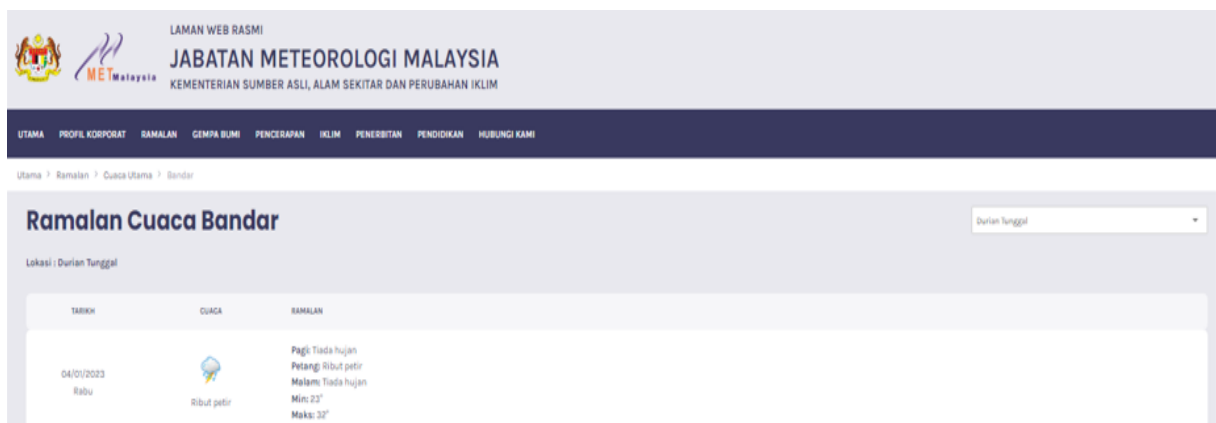 LAMAN WEB RASMI
METMalaysia
JABATAN METEOROLOGI MALAYSIA
KEMENTERIAN SUMBER ASLI, ALAM SEKITAR DAN PERUBAHAN IKLIM
UTAMA PROFIL KORPORAT RAMALAN GEMPA BUMI PENCERAPAN IKLIM PENERBITAN PENDIDIKAN HUBUNGI KAMI
Utama > Ramalan > Cuaca Utama > Bandar
Ramalan Cuaca Bandar
Durian Tunggal
Lokasi : Durian Tunggal
TARIKH CUACA RAMALAN
04/01/2023
Rabu
Ribut petir
Pagi: Tiada hujan
Petang: Ribut petir
Malam: Tiada hujan
Min: 23°
Maks: 32°